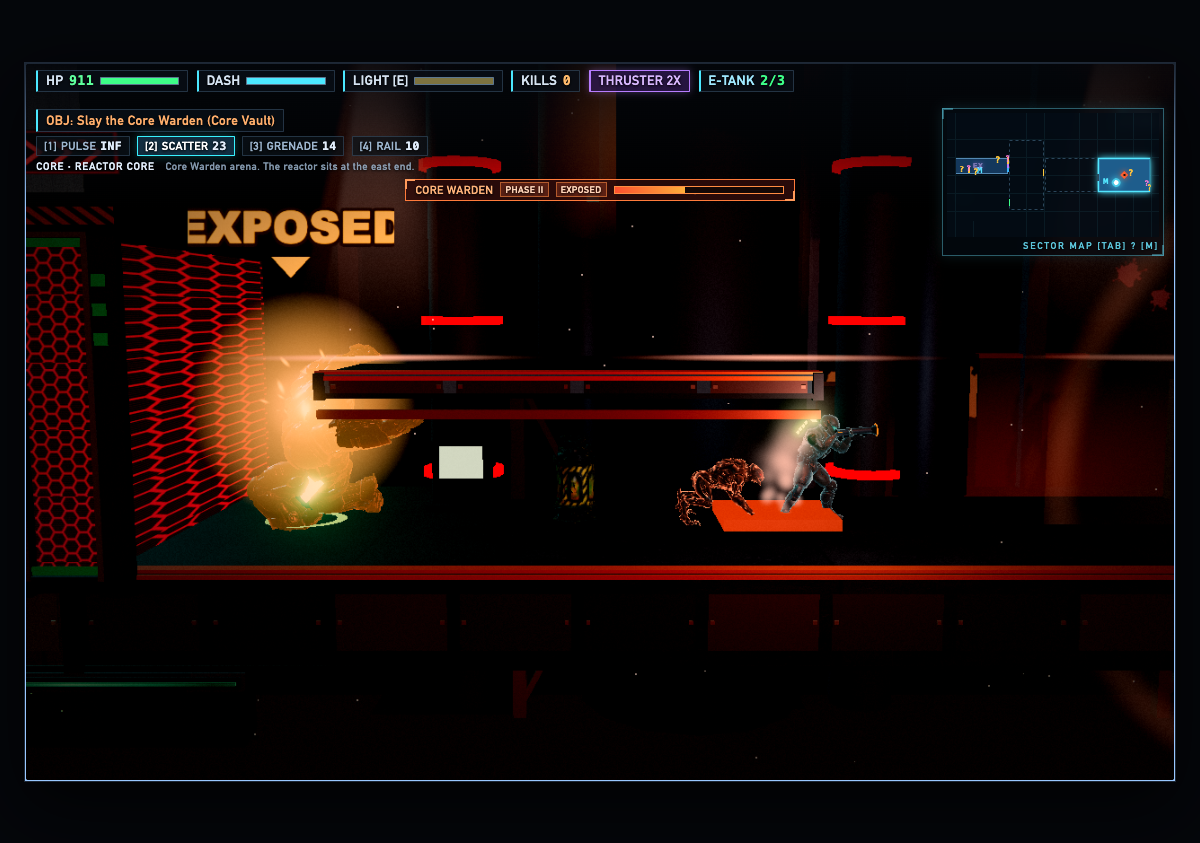 HP 911 DASH LIGHT [E] KILLS 0 THRUSTER 2X E-TANK 2/3
OBJ: Slay the Core Warden (Core Vault)
[1] PULSE INF [2] SCATTER 23 [3] GRENADE 14 [4] RAIL 10
CORE · REACTOR CORE Core Warden arena. The reactor sits at the east end.
CORE WARDEN PHASE II EXPOSED
EXPOSED
? ? ?
M ? ?
SECTOR MAP [TAB] ? [M]